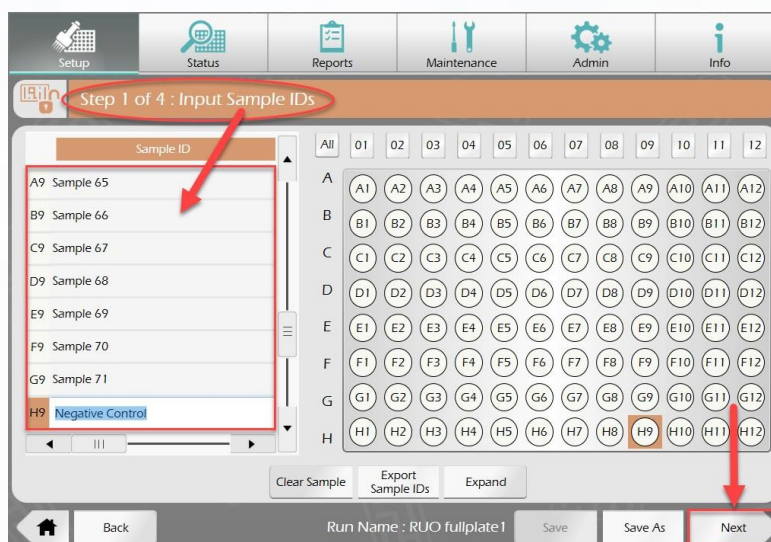 Setup Status Reports Maintenance Admin Info
Step 1 of 4 : Input Sample IDs
Sample ID All 01 02 03 04 05 06 07 08 09 10 11 12
A9 Sample 65 A A1 A2 A3 A4 A5 A6 A7 A8 A9 A10 A11 A12
B9 Sample 66 B B1 B2 B3 B4 B5 B6 B7 B8 B9 B10 B11 B12
C9 Sample 67 C C1 C2 C3 C4 C5 C6 C7 C8 C9 C10 C11 C12
D9 Sample 68 D D1 D2 D3 D4 D5 D6 D7 D8 D9 D10 D11 D12
E9 Sample 69 E E1 E2 E3 E4 E5 E6 E7 E8 E9 E10 E11 E12
F9 Sample 70 F F1 F2 F3 F4 F5 F6 F7 F8 F9 F10 F11 F12
G9 Sample 71 G G1 G2 G3 G4 G5 G6 G7 G8 G9 G10 G11 G12
H9 Negative Control H H1 H2 H3 H4 H5 H6 H7 H8 H9 H10 H11 H12
Clear Sample Export Sample IDs Expand
Back Run Name : RUO fullplate1 Save Save As Next